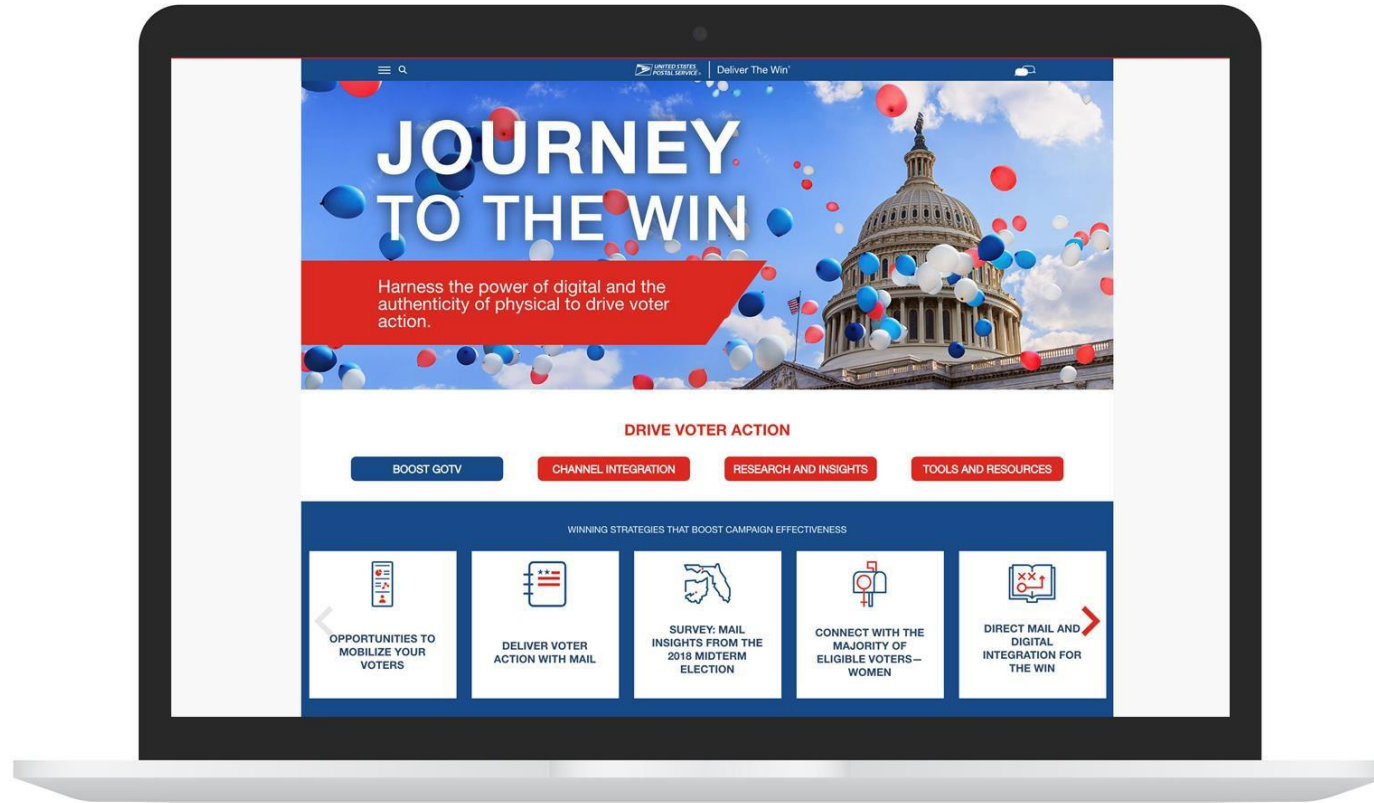 UNITED STATES
POSTAL SERVICE®
Deliver The Win®
JOURNEY
TO THE WIN
Harness the power of digital and the
authenticity of physical to drive voter
action.
DRIVE VOTER ACTION
BOOST GOTV
CHANNEL INTEGRATION
RESEARCH AND INSIGHTS
TOOLS AND RESOURCES
WINNING STRATEGIES THAT BOOST CAMPAIGN EFFECTIVENESS
OPPORTUNITIES TO
MOBILIZE YOUR
VOTERS
DELIVER VOTER
ACTION WITH MAIL
SURVEY: MAIL
INSIGHTS FROM THE
2018 MIDTERM
ELECTION
CONNECT WITH THE
MAJORITY OF
ELIGIBLE VOTERS—
WOMEN
DIRECT MAIL AND
DIGITAL
INTEGRATION FOR
THE WIN